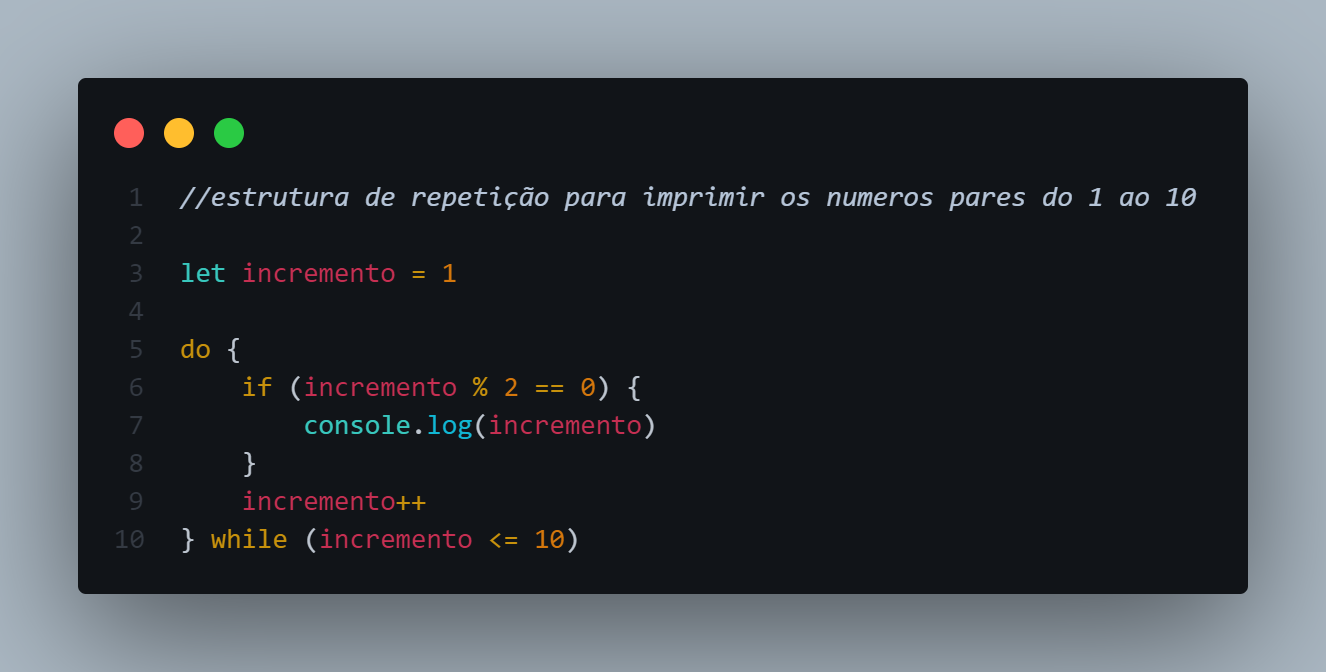 1 //estrutura de repetição para imprimir os numeros pares do 1 ao 10
2
3 let incremento = 1
4
5 do {
6     if (incremento % 2 == 0) {
7         console.log(incremento)
8     }
9     incremento++
10 } while (incremento <= 10)